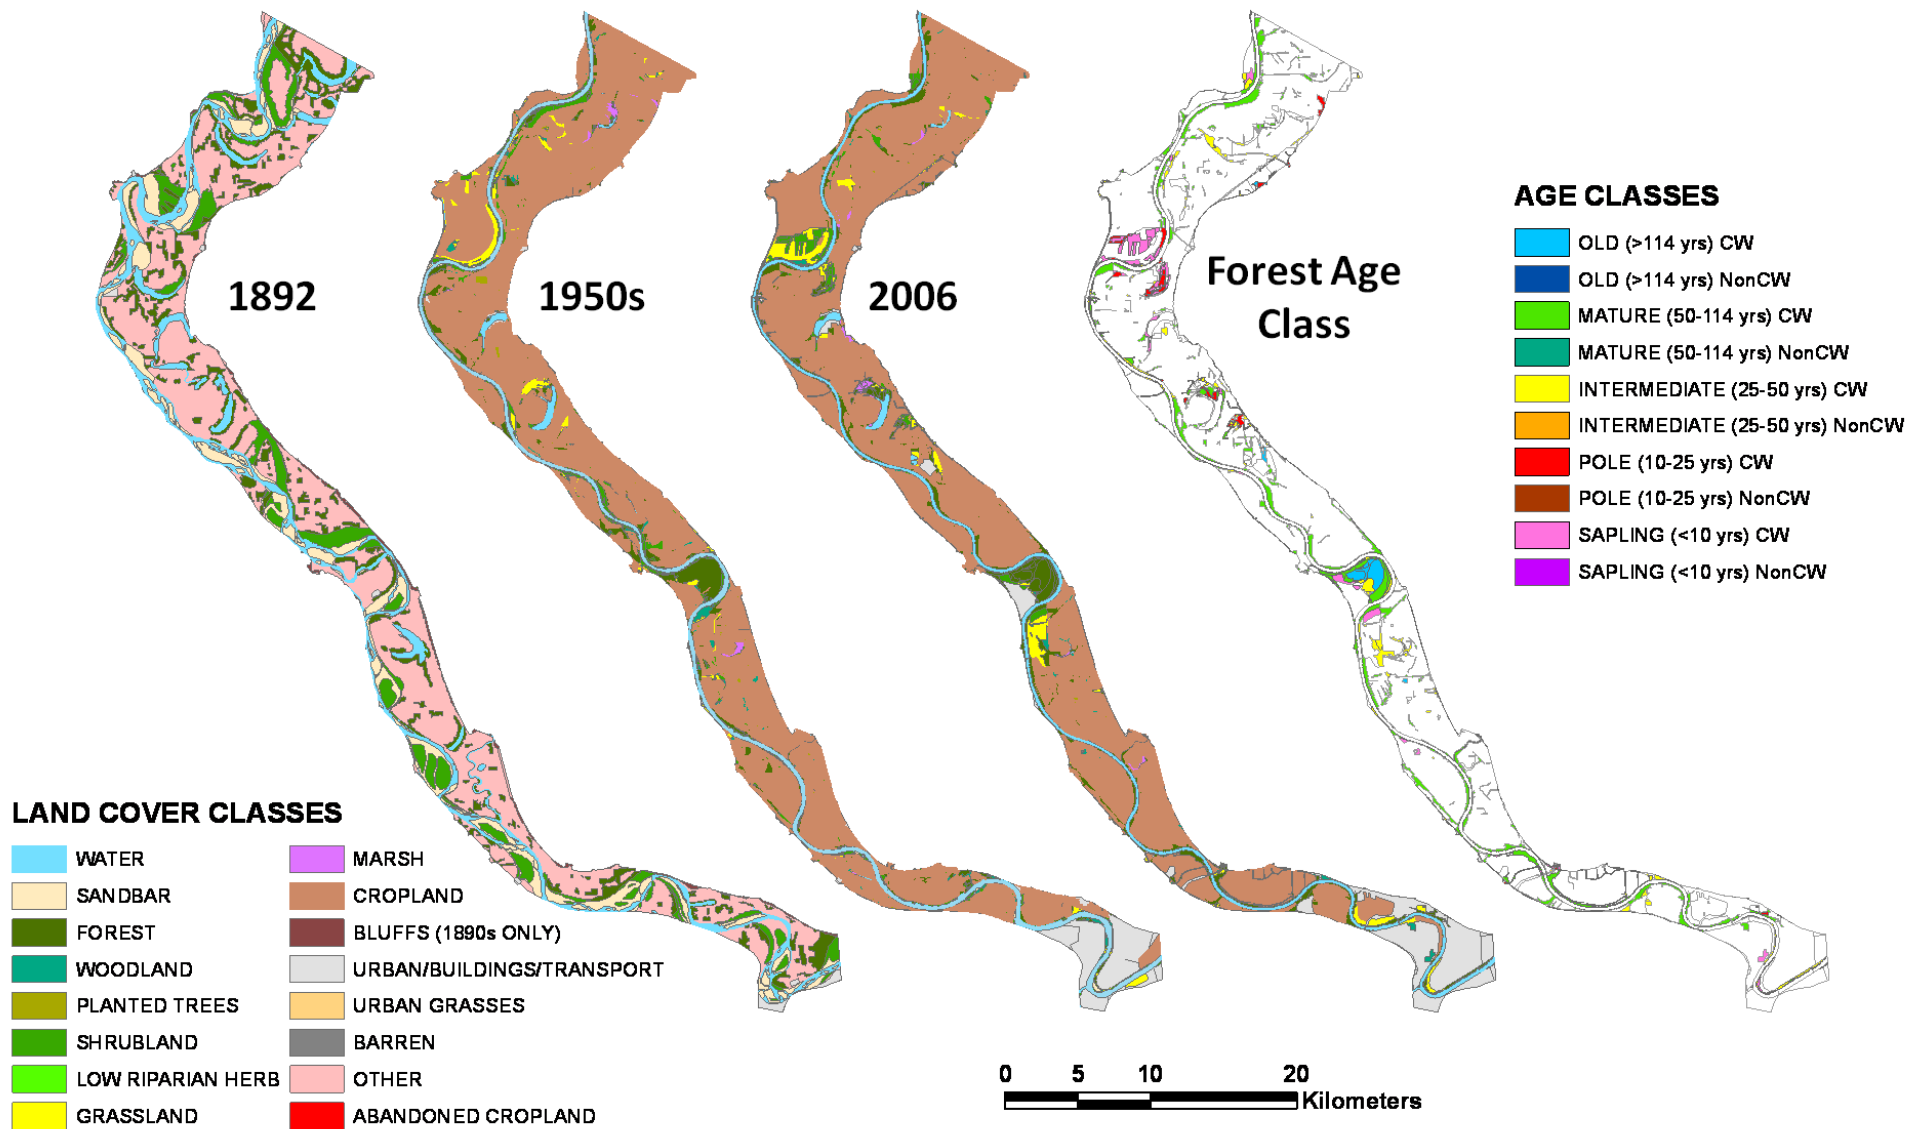 1892
1950s
2006
Forest Age
Class
AGE CLASSES
OLD (>114 yrs) CW
OLD (>114 yrs) NonCW
MATURE (50-114 yrs) CW
MATURE (50-114 yrs) NonCW
INTERMEDIATE (25-50 yrs) CW
INTERMEDIATE (25-50 yrs) NonCW
POLE (10-25 yrs) CW
POLE (10-25 yrs) NonCW
SAPLING (<10 yrs) CW
SAPLING (<10 yrs) NonCW
LAND COVER CLASSES
WATER
SANDBAR
FOREST
WOODLAND
PLANTED TREES
SHRUBLAND
LOW RIPARIAN HERB
GRASSLAND
MARSH
CROPLAND
BLUFFS (1890s ONLY)
URBAN/BUILDINGS/TRANSPORT
URBAN GRASSES
BARREN
OTHER
ABANDONED CROPLAND
0 5 10 20
Kilometers